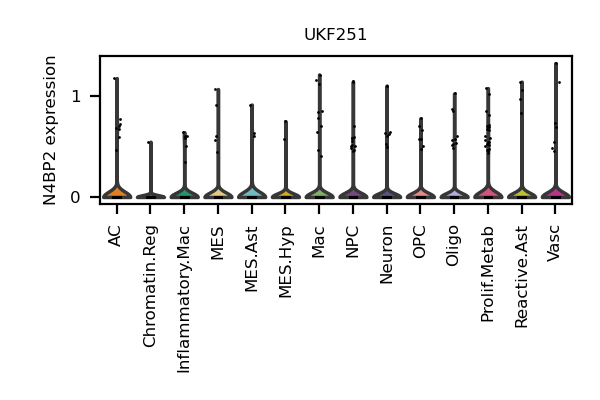 UKF251
N4BP2 expression
1
0
AC
Chromatin.Reg
Inflammatory.Mac
MES
MES.Ast
MES.Hyp
Mac
NPC
Neuron
OPC
Oligo
Prolif.Metab
Reactive.Ast
Vasc